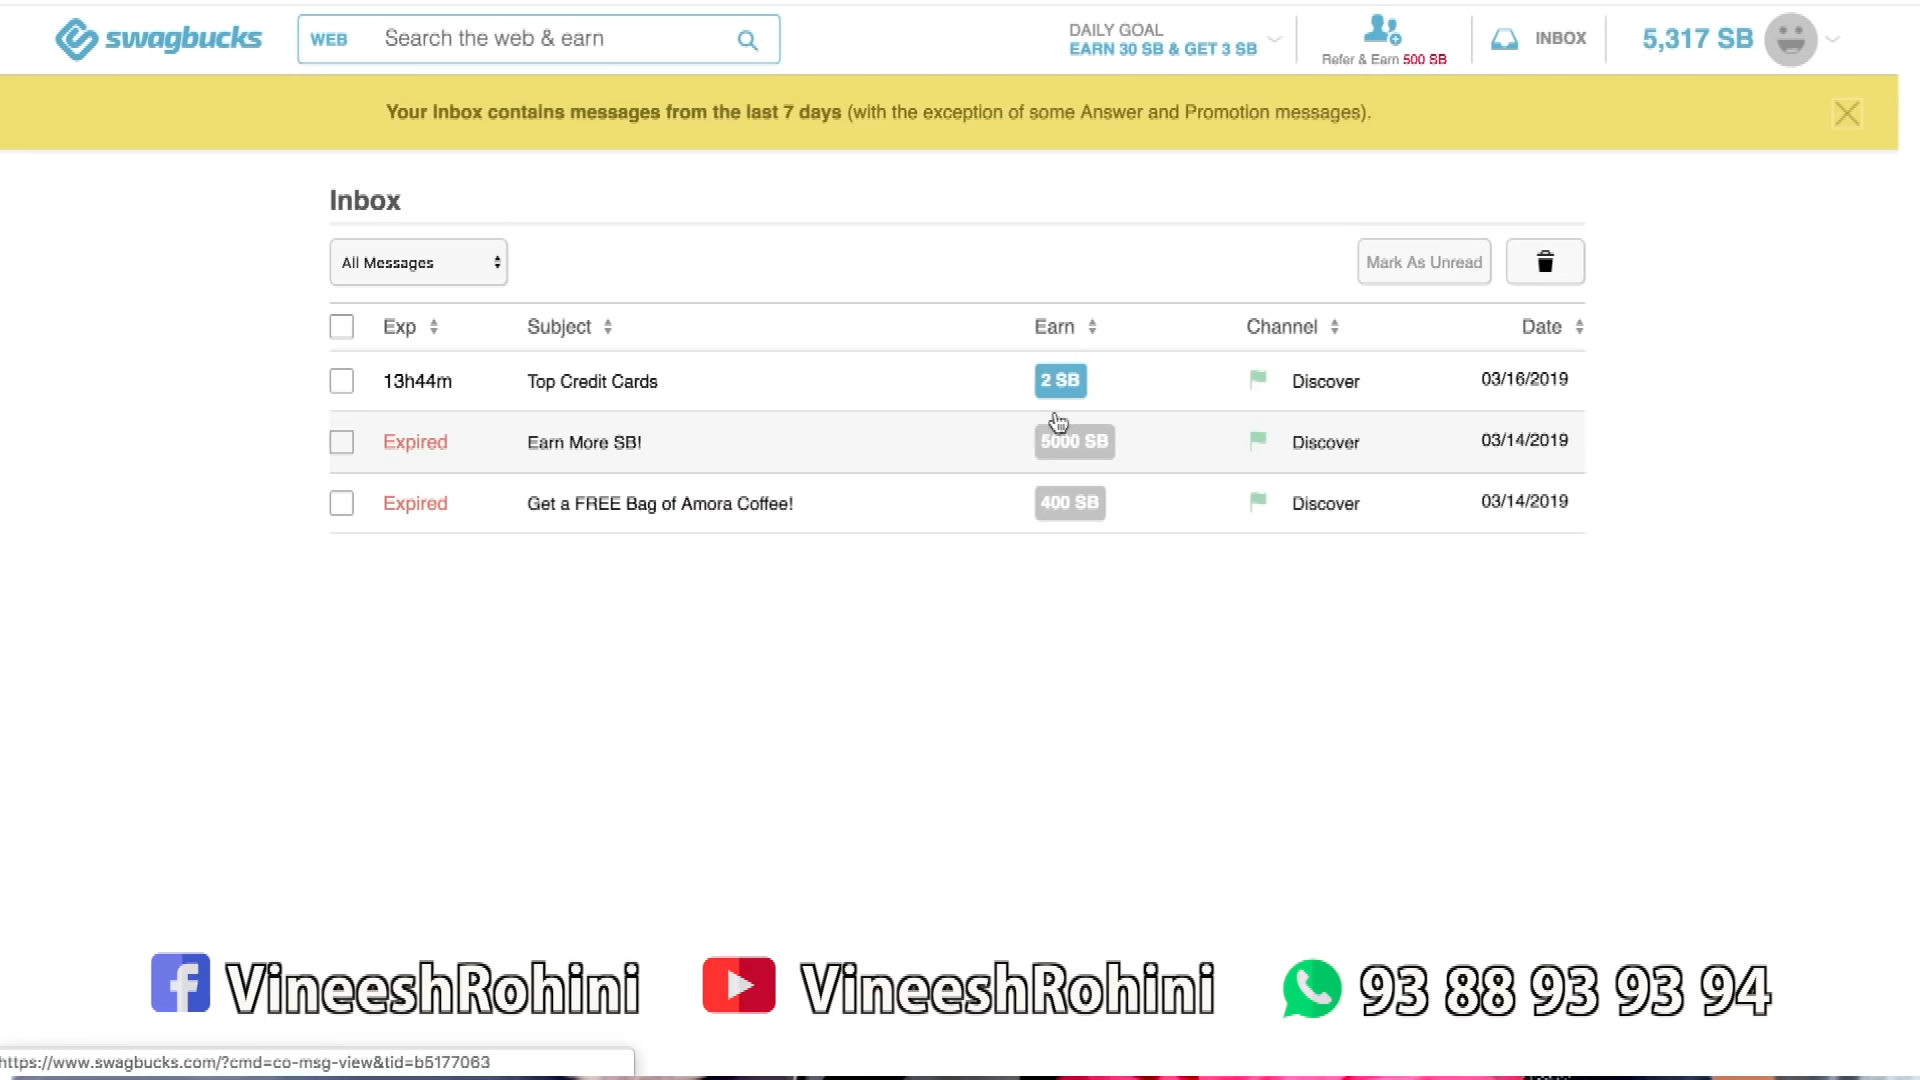 swagbucks
WEB Search the web & earn
DAILY GOAL
EARN 30 SB & GET 3 SB
Refer & Earn 500 SB
INBOX
5,317 SB
Your Inbox contains messages from the last 7 days (with the exception of some Answer and Promotion messages).
Inbox
All Messages
Mark As Unread
Exp Subject Earn Channel Date
13h44m Top Credit Cards 2 SB Discover 03/16/2019
Expired Earn More SB! 5000 SB Discover 03/14/2019
Expired Get a FREE Bag of Amora Coffee! 400 SB Discover 03/14/2019
VineeshRohini VineeshRohini 93 88 93 93 94
https://www.swagbucks.com/?cmd=co-msg-view&tid=b5177063